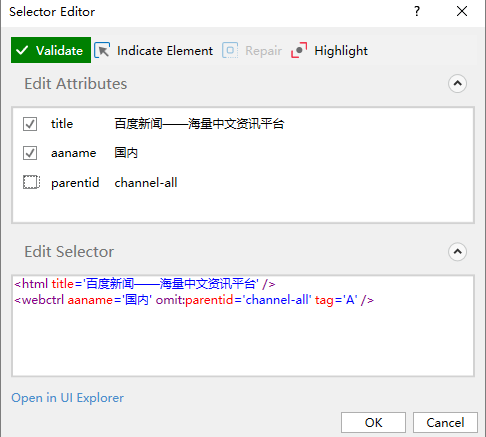 Selector Editor
?
Validate
Indicate Element
Repair
Highlight
Edit Attributes
title 百度新闻——海量中文资讯平台
aaname 国内
parentid channel-all
Edit Selector
<html title='百度新闻——海量中文资讯平台' />
<webctrl aaname='国内' omit:parentid='channel-all' tag='A' />
Open in UI Explorer
OK
Cancel